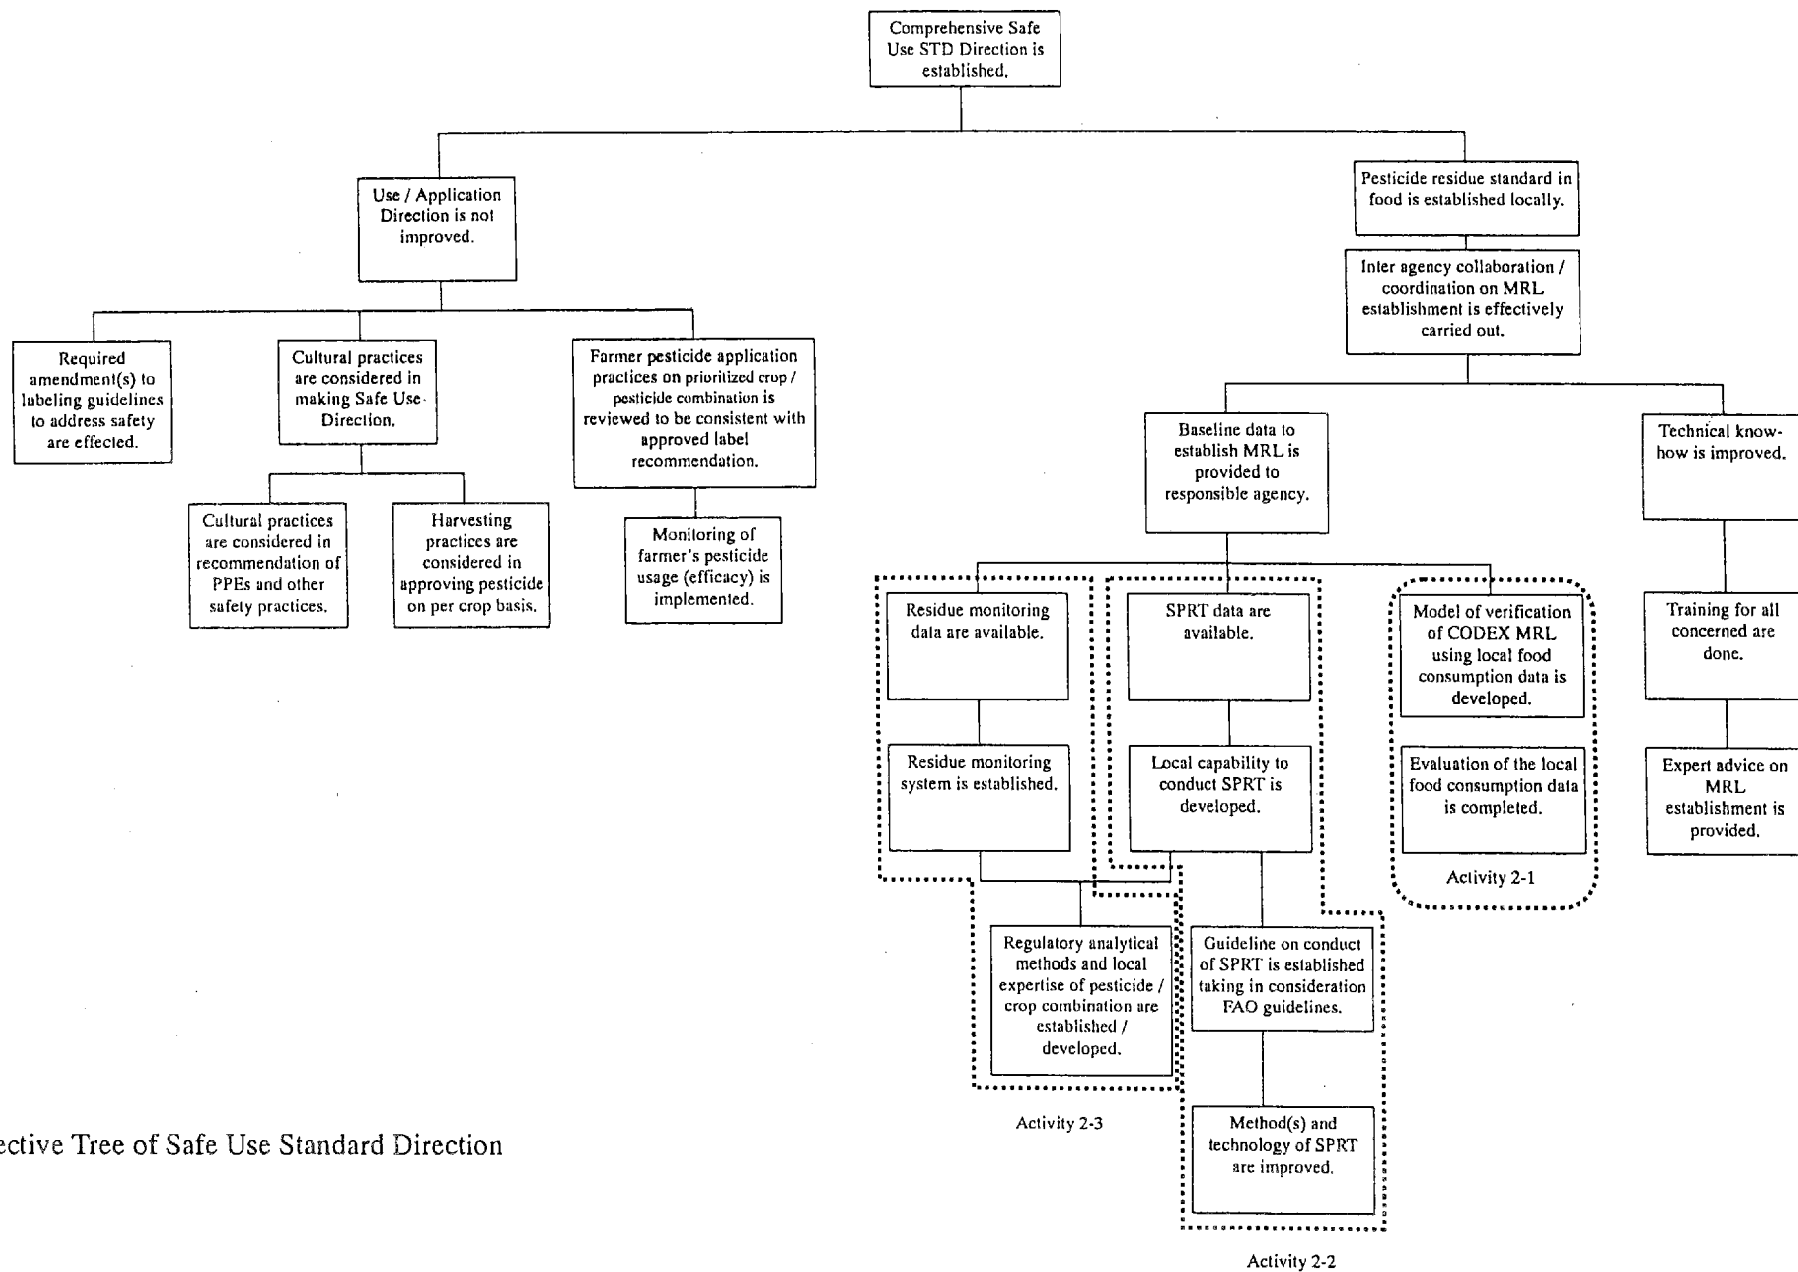 Comprehensive Safe
Use STD Direction is
established.
Use / Application
Direction is not
improved.
Pesticide residue standard in
food is established locally.
Inter agency collaboration /
coordination on MRL
establishment is effectively
carried out.
Required
amendment(s) to
labeling guidelines
to address safety
are effected.
Cultural practices
are considered in
making Safe Use
Direction.
Farmer pesticide application
practices on prioritized crop /
pesticide combination is
reviewed to be consistent with
approved label
recommendation.
Baseline data to
establish MRL is
provided to
responsible agency.
Technical know-
how is improved.
Cultural practices
are considered in
recommendation of
PPEs and other
safety practices.
Harvesting
practices are
considered in
approving pesticide
on per crop basis.
Monitoring of
farmer's pesticide
usage (efficacy) is
implemented.
Residue monitoring
data are available.
SPRT data are
available.
Model of verification
of CODEX MRL
using local food
consumption data is
developed.
Training for all
concerned are
done.
Residue monitoring
system is established.
Local capability to
conduct SPRT is
developed.
Evaluation of the local
food consumption data
is completed.
Expert advice on
MRL
establishment is
provided.
Activity 2-1
Regulatory analytical
methods and local
expertise of pesticide /
crop combination are
established /
developed.
Guideline on conduct
of SPRT is established
taking in consideration
FAO guidelines.
Activity 2-3
Method(s) and
technology of SPRT
are improved.
Activity 2-2
ective Tree of Safe Use Standard Direction